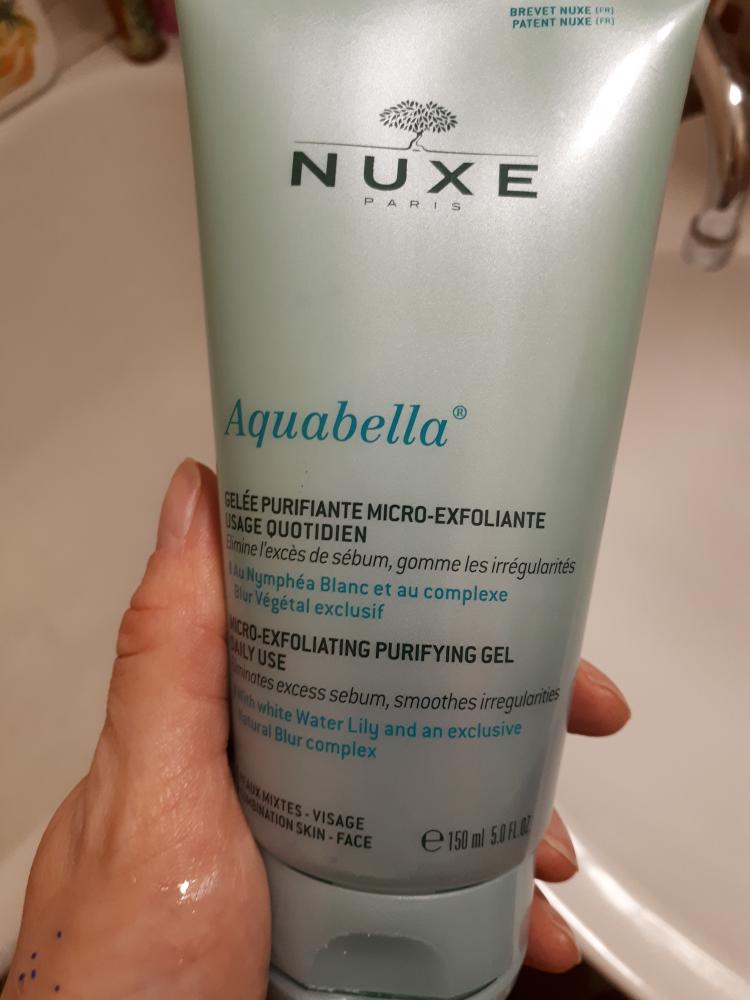 BREVET NUXE (FR)
PATENT NUXE (FR)
NUXE
PARIS
Aquabella®
GELÉE PURIFIANTE MICRO-EXFOLIANTE
USAGE QUOTIDIEN
Elimine l'excès de sébum, gomme les irrégularités
Au Nymphéa Blanc et au complexe
Blur Végétal exclusif
MICRO-EXFOLIATING PURIFYING GEL
DAILY USE
Eliminates excess sebum, smoothes irregularities
With white Water Lily and an exclusive
Natural Blur complex
PEAUX MIXTES - VISAGE
COMBINATION SKIN - FACE
℮ 150 ml 5.0 FL.OZ